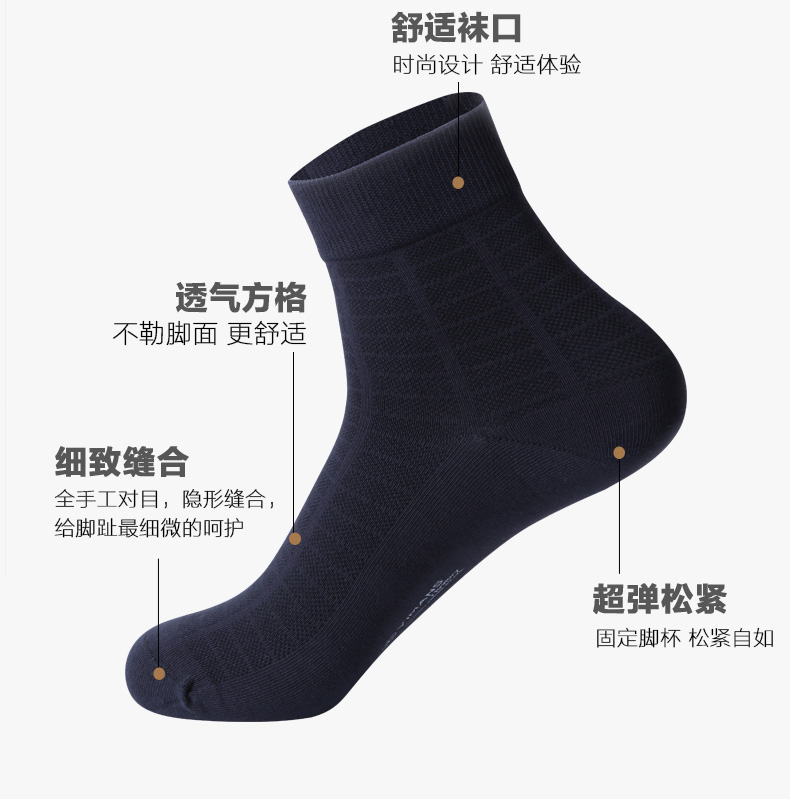 舒适袜口
时尚设计 舒适体验
透气方格
不勒脚面 更舒适
细致缝合
全手工对目，隐形缝合，
给脚趾最细微的呵护
超弹松紧
固定脚杯 松紧自如